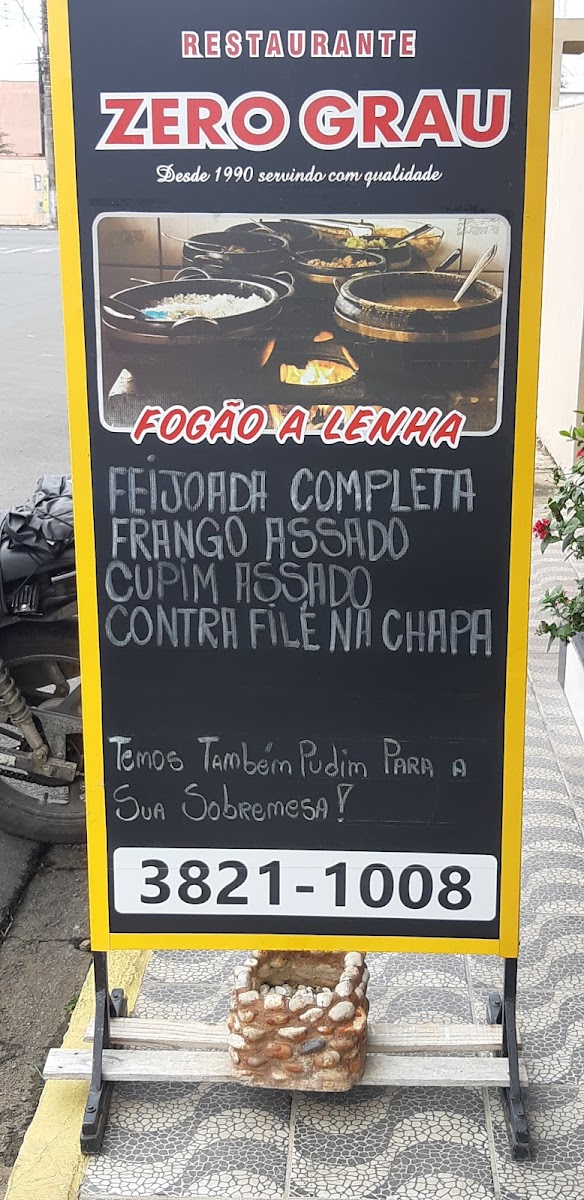 RESTAURANTE
ZERO GRAU
Desde 1990 servindo com qualidade
FOGÃO A LENHA
FEIJOADA COMPLETA
FRANGO ASSADO
CUPIM ASSADO
CONTRA FILÉ NA CHAPA
Temos Também Pudim Para a
Sua Sobremesa!
3821-1008